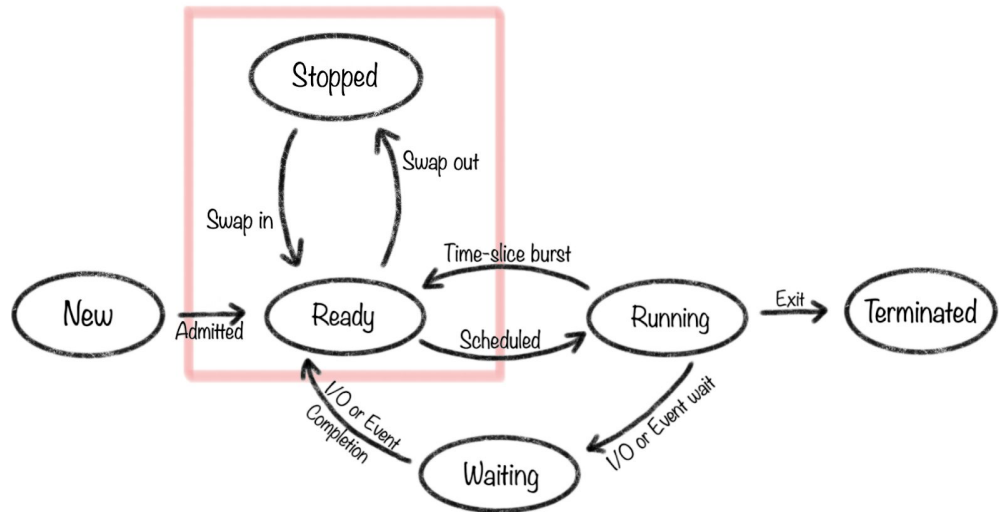 Stopped
Swap out
Swap in
Time-slice burst
New
Admitted
Ready
Scheduled
Running
Exit
Terminated
I/O or Event
Completion
I/O or Event wait
Waiting